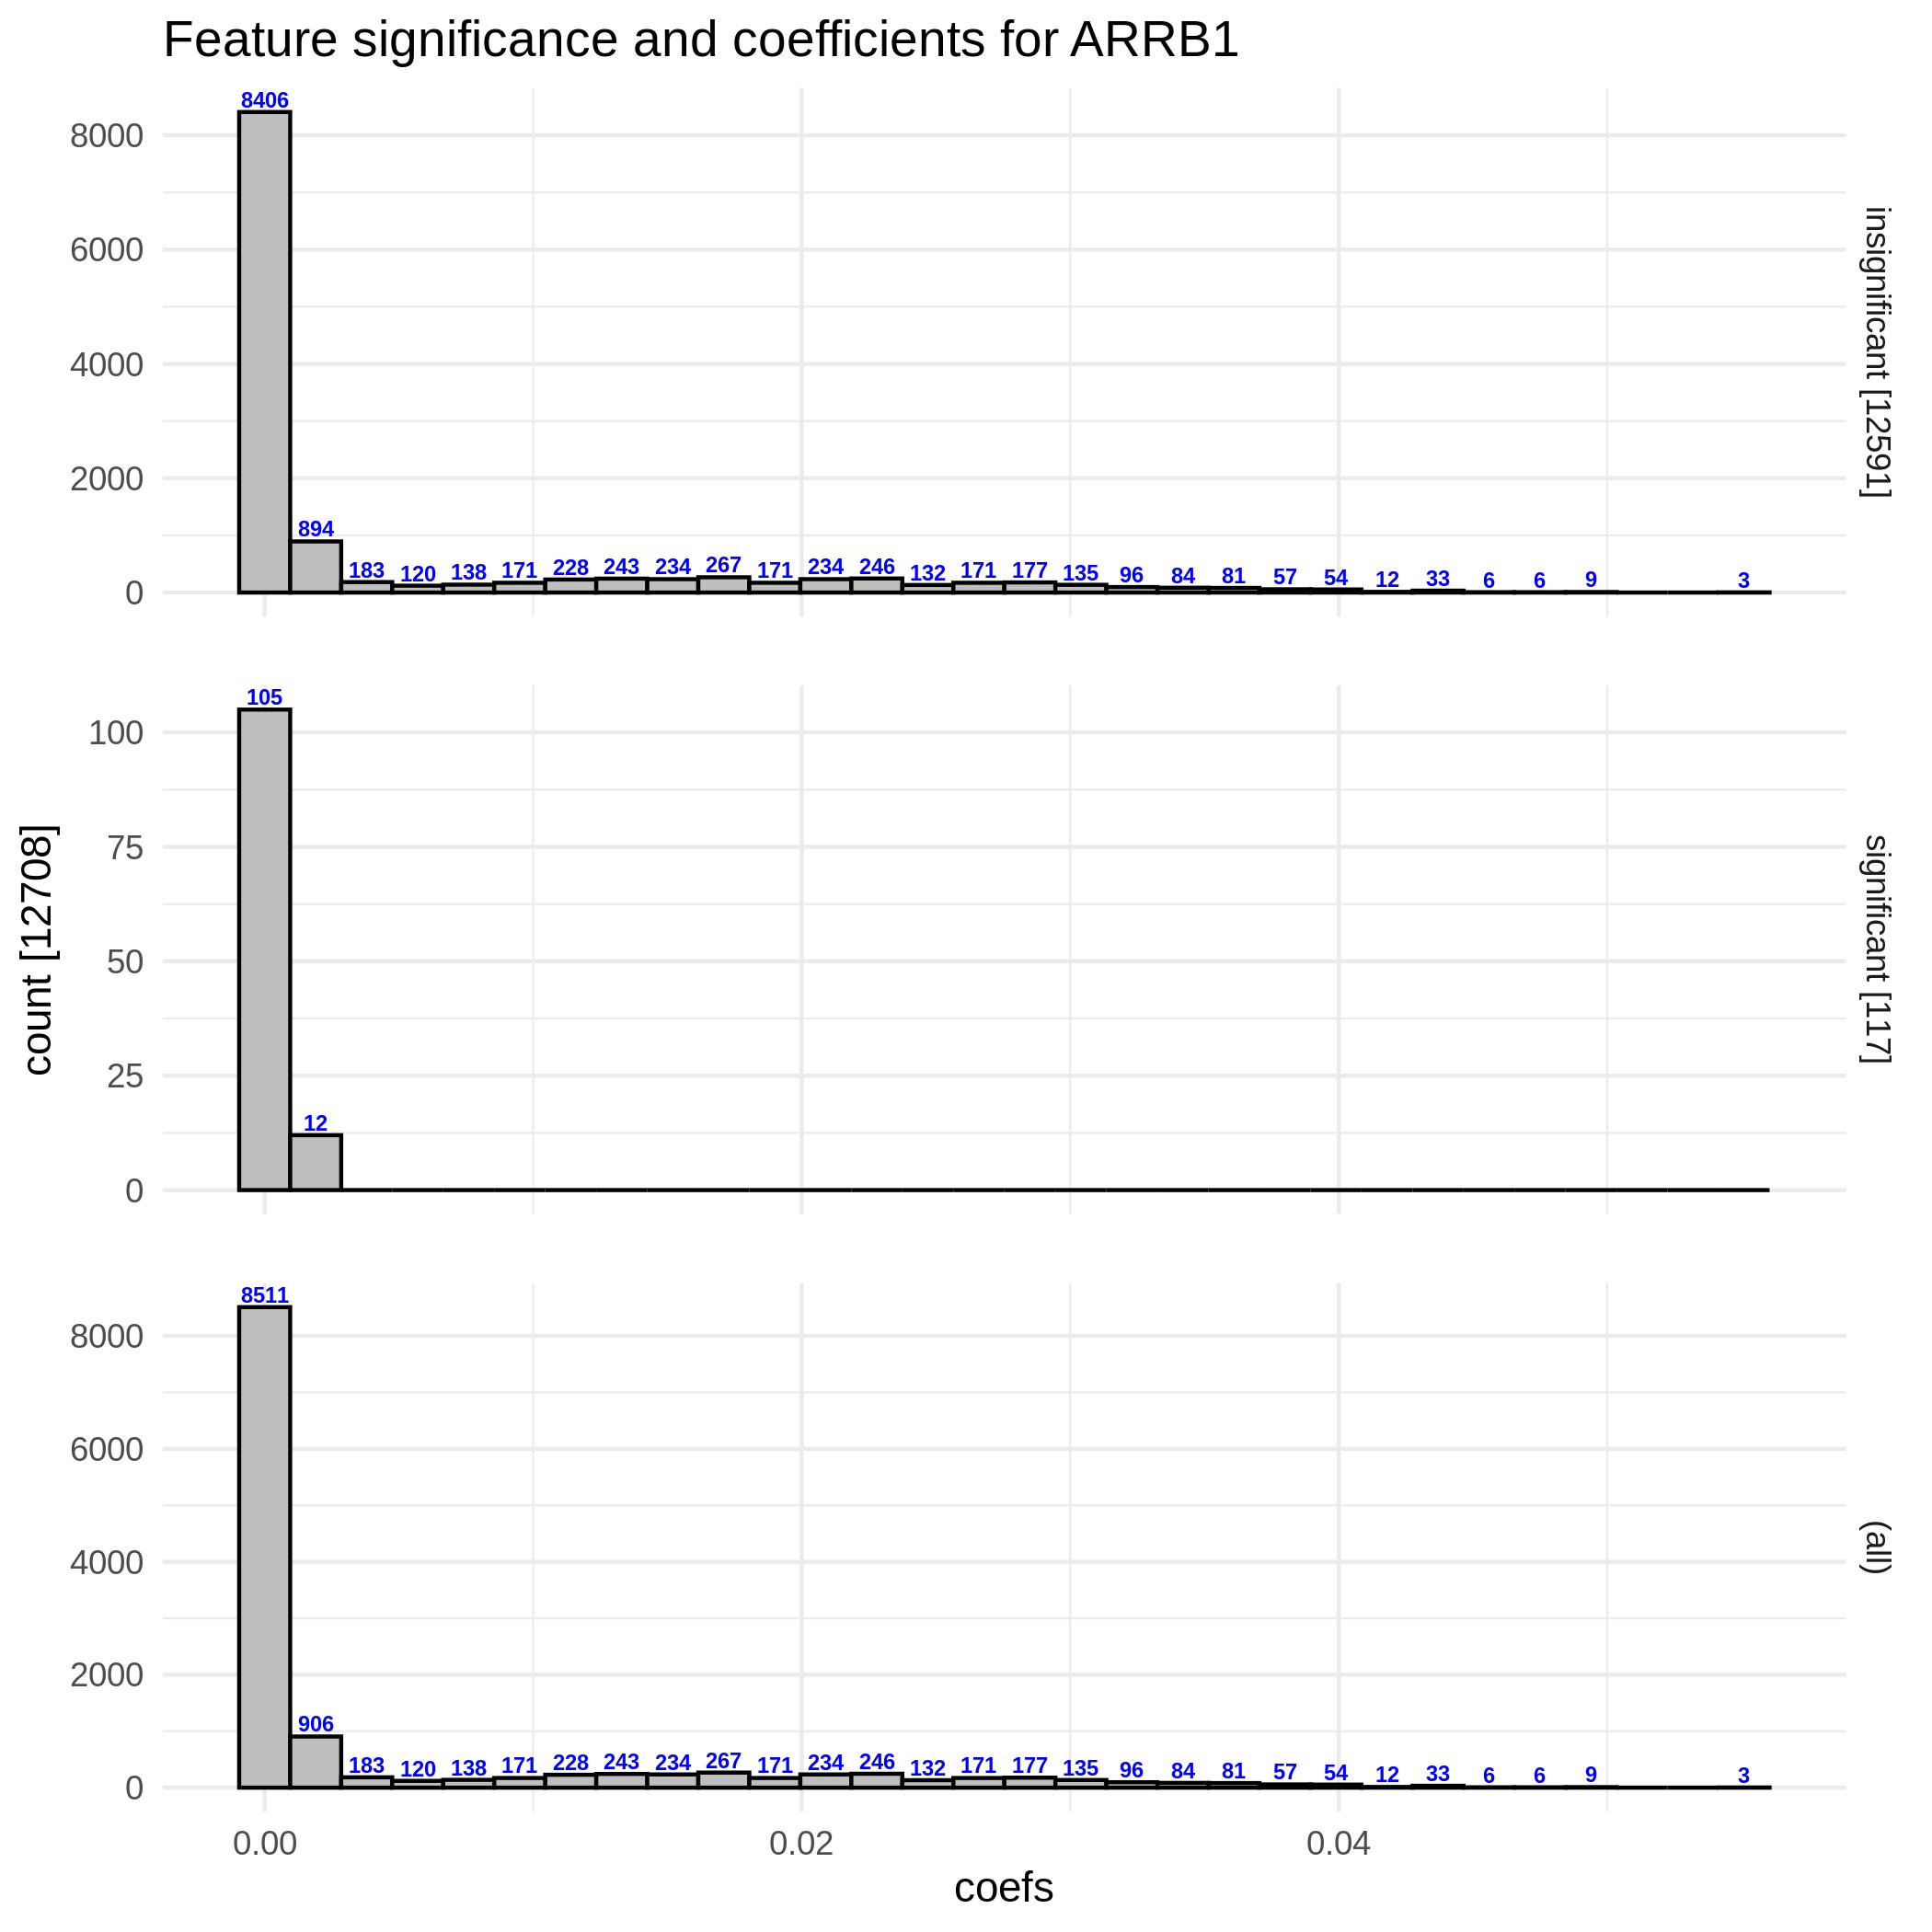 Feature significance and coefficients for ARRB1
8406
8000
6000
4000
2000
0
894
183 120 138 171 228 243 234 267 171 234 246 132 171 177 135 96 84 81 57 54 12 33 6 6 9 3
insignificant [12591]
105
100
75
50
25
0
12
significant [117]
count [12708]
8511
8000
6000
4000
2000
0
906
183 120 138 171 228 243 234 267 171 234 246 132 171 177 135 96 84 81 57 54 12 33 6 6 9 3
(all)
0.00 0.02 0.04
coefs